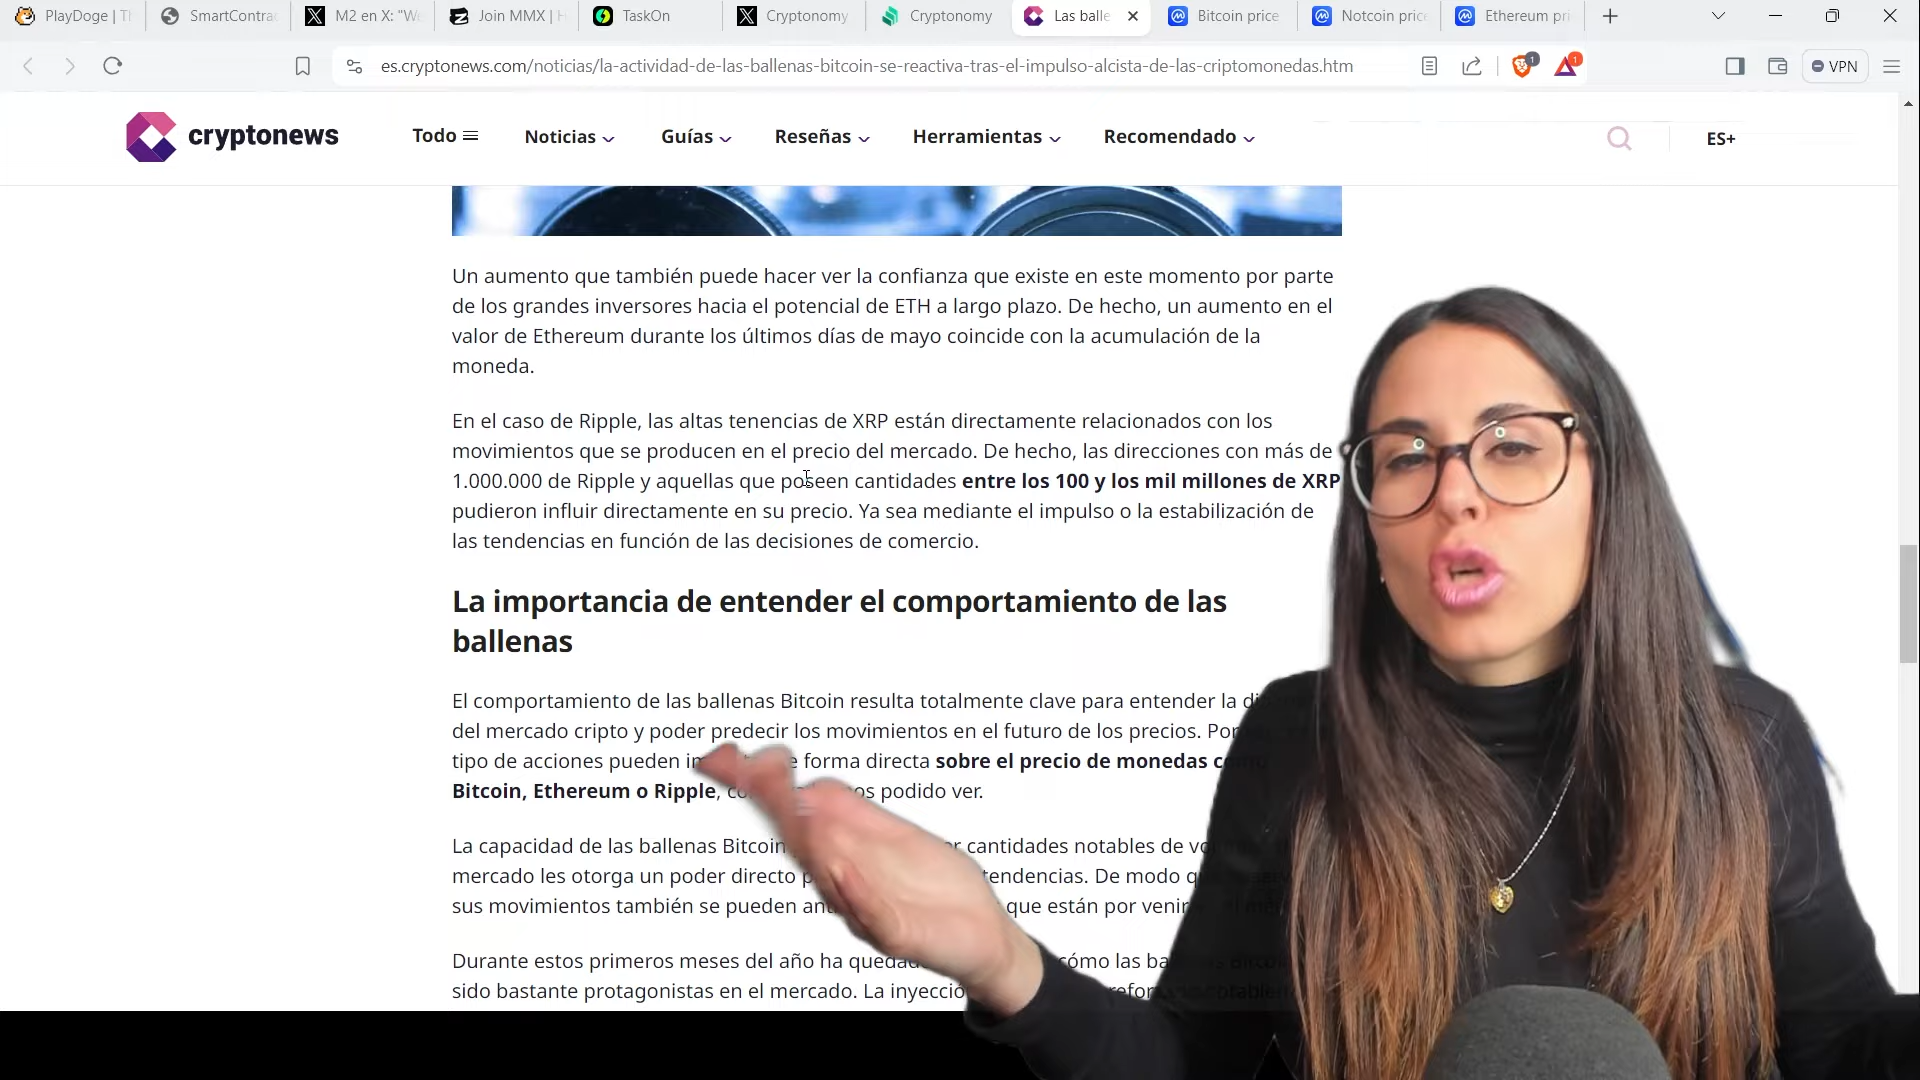 PlayDoge | T
SmartContra
M2 en X: "We
Join MMX |
TaskOn
Cryptonomy
Cryptonomy
Las balle
Bitcoin price
Notcoin price
Ethereum pri
es.cryptonews.com/noticias/la-actividad-de-las-ballenas-bitcoin-se-reactiva-tras-el-impulso-alcista-de-las-criptomonedas.htm
1
1
VPN
cryptonews
Todo
Noticias
Guías
Reseñas
Herramientas
Recomendado
ES+
Un aumento que también puede hacer ver la confianza que existe en este momento por parte
de los grandes inversores hacia el potencial de ETH a largo plazo. De hecho, un aumento en el
valor de Ethereum durante los últimos días de mayo coincide con la acumulación de la
moneda.
En el caso de Ripple, las altas tenencias de XRP están directamente relacionados con los
movimientos que se producen en el precio del mercado. De hecho, las direcciones con más de
1.000.000 de Ripple y aquellas que poseen cantidades entre los 100 y los mil millones de XRP
pudieron influir directamente en su precio. Ya sea mediante el impulso o la estabilización de
las tendencias en función de las decisiones de comercio.
La importancia de entender el comportamiento de las
ballenas
El comportamiento de las ballenas Bitcoin resulta totalmente clave para entender la
del mercado cripto y poder predecir los movimientos en el futuro de los precios.
tipo de acciones pueden forma directa sobre el precio de monedas
Bitcoin, Ethereum o Ripple, podido ver.
La capacidad de las ballenas Bitcoin cantidades notables de
mercado les otorga un poder directo tendencias. De modo
sus movimientos también se pueden que están por venir
Durante estos primeros meses del año ha cómo las
sido bastante protagonistas en el mercado. La